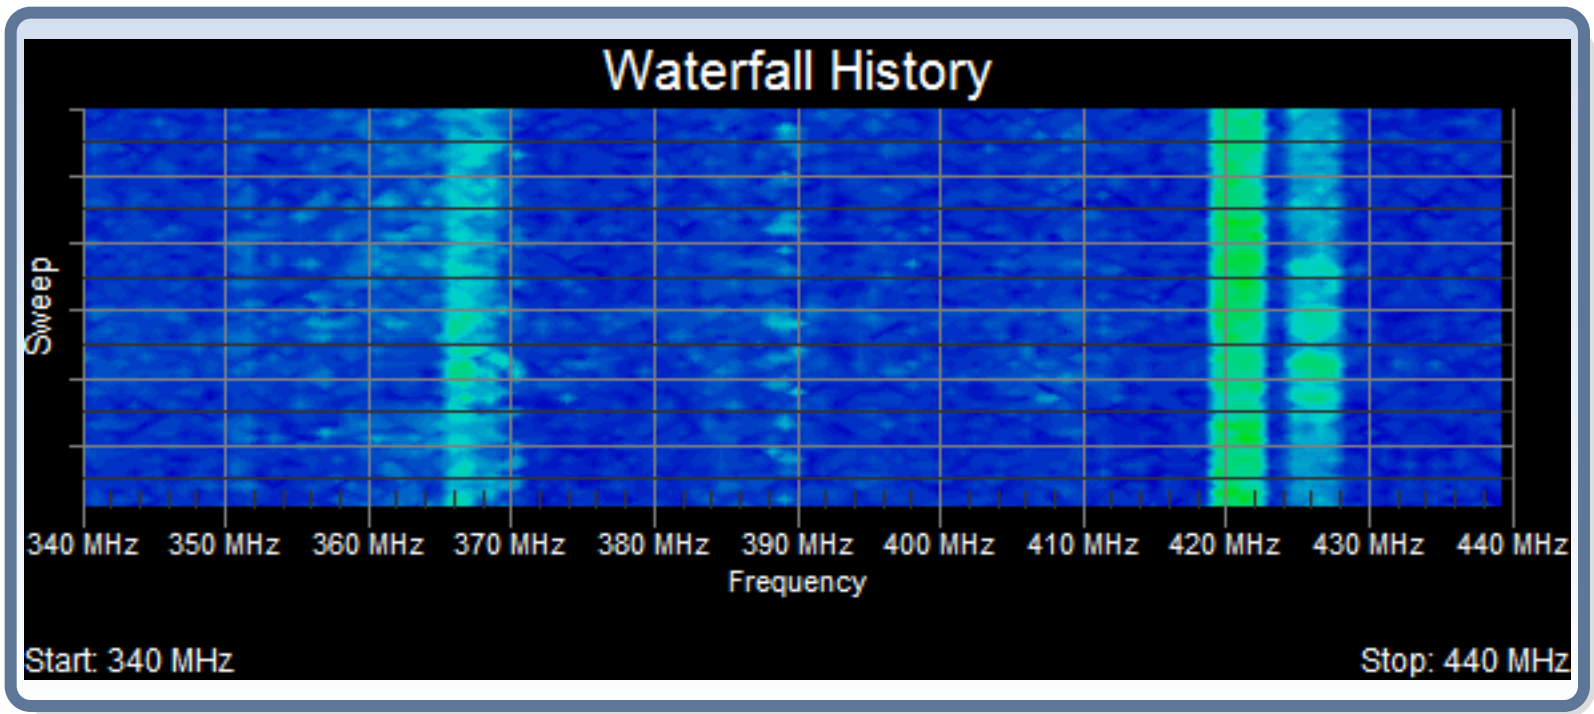 Waterfall History
Sweep
340 MHz 350 MHz 360 MHz 370 MHz 380 MHz 390 MHz 400 MHz 410 MHz 420 MHz 430 MHz 440 MHz
Frequency
Start: 340 MHz Stop: 440 MHz